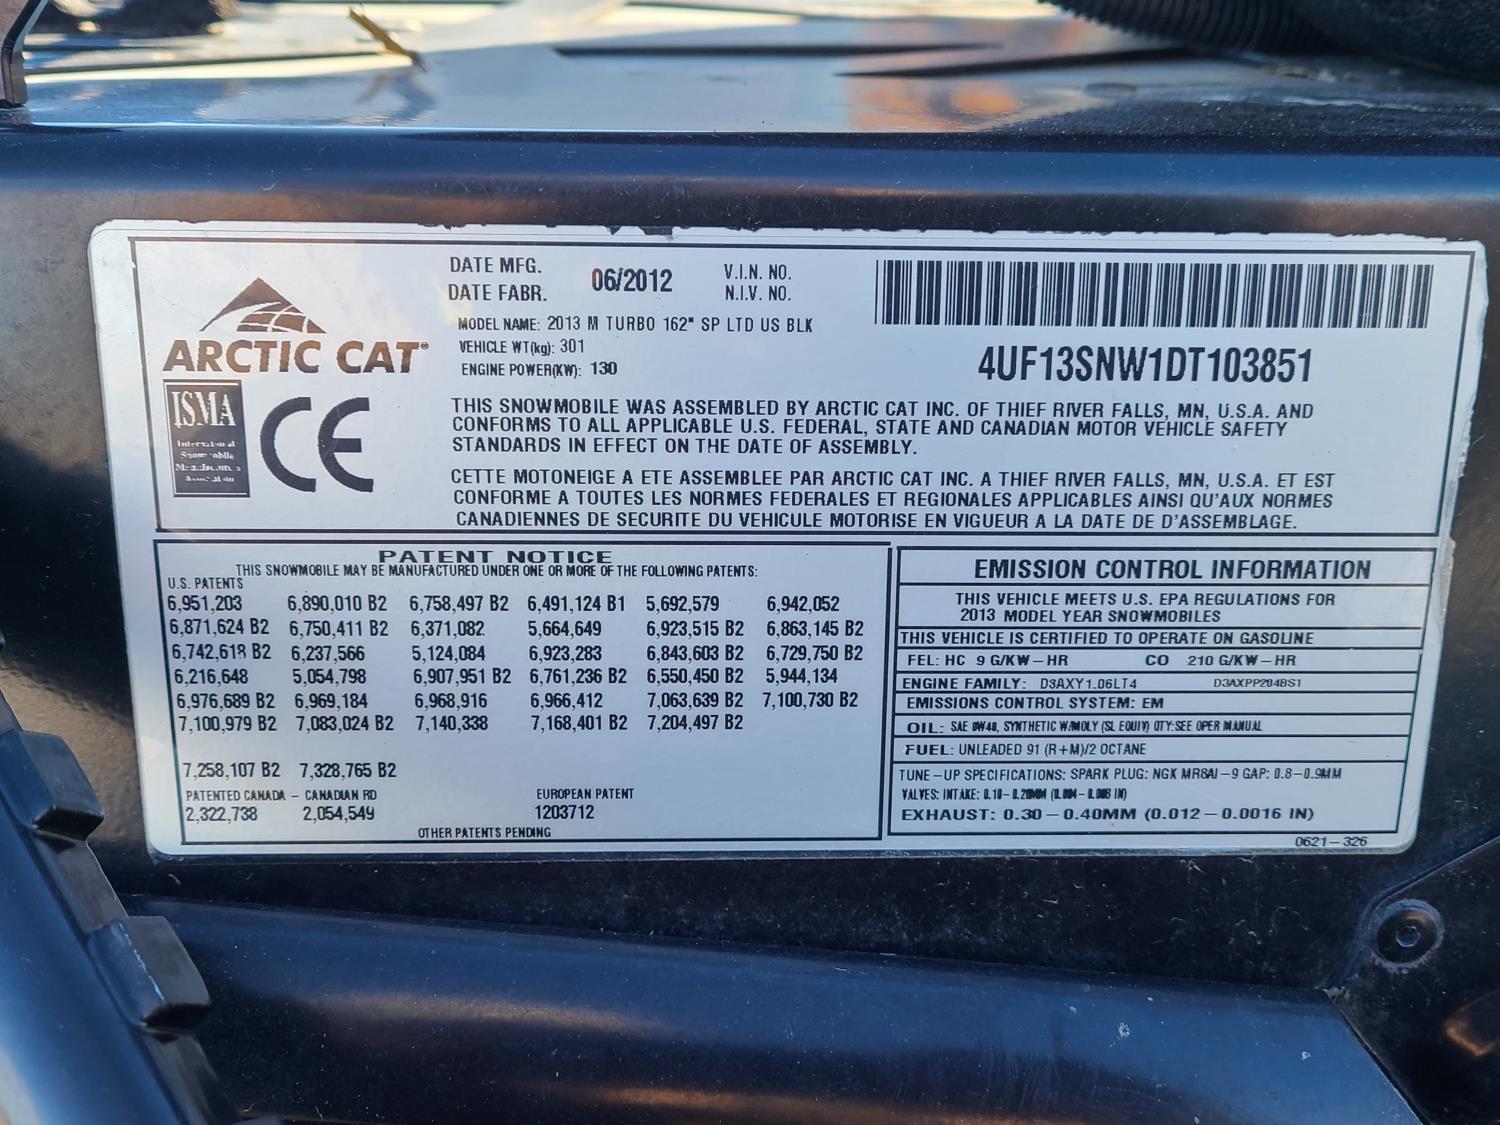 DATE MFG.
DATE FABR.
06/2012
V.I.N. NO.
N.I.V. NO.
MODEL NAME: 2013 M TURBO 162" SP LTD US BLK
VEHICLE WT(kg): 301
ENGINE POWER(KW): 130
4UF13SNW1DT103851
ARCTIC CAT®
ISMA
International
Snowmobile
Manufacturers
Association
CE
THIS SNOWMOBILE WAS ASSEMBLED BY ARCTIC CAT INC. OF THIEF RIVER FALLS, MN, U.S.A. AND
CONFORMS TO ALL APPLICABLE U.S. FEDERAL, STATE AND CANADIAN MOTOR VEHICLE SAFETY
STANDARDS IN EFFECT ON THE DATE OF ASSEMBLY.
CETTE MOTONEIGE A ETE ASSEMBLEE PAR ARCTIC CAT INC. A THIEF RIVER FALLS, MN, U.S.A. ET EST
CONFORME A TOUTES LES NORMES FEDERALES ET REGIONALES APPLICABLES AINSI QU'AUX NORMES
CANADIENNES DE SECURITE DU VEHICULE MOTORISE EN VIGUEUR A LA DATE DE D'ASSEMBLAGE.
PATENT NOTICE
THIS SNOWMOBILE MAY BE MANUFACTURED UNDER ONE OR MORE OF THE FOLLOWING PATENTS:
U.S. PATENTS
6,951,203 6,890,010 B2 6,758,497 B2 6,491,124 B1 5,692,579 6,942,052
6,871,624 B2 6,750,411 B2 6,371,082 5,664,649 6,923,515 B2 6,863,145 B2
6,742,618 B2 6,237,566 5,124,084 6,923,283 6,843,603 B2 6,729,750 B2
6,216,648 5,054,798 6,907,951 B2 6,761,236 B2 6,550,450 B2 5,944,134
6,976,689 B2 6,969,184 6,968,916 6,966,412 7,063,639 B2 7,100,730 B2
7,100,979 B2 7,083,024 B2 7,140,338 7,168,401 B2 7,204,497 B2
7,258,107 B2 7,328,765 B2
PATENTED CANADA – CANADIAN RD EUROPEAN PATENT
2,322,738 2,054,549 1203712
OTHER PATENTS PENDING
EMISSION CONTROL INFORMATION
THIS VEHICLE MEETS U.S. EPA REGULATIONS FOR
2013 MODEL YEAR SNOWMOBILES
THIS VEHICLE IS CERTIFIED TO OPERATE ON GASOLINE
FEL: HC 9 G/KW–HR CO 210 G/KW–HR
ENGINE FAMILY: D3AXY1.06LT4 D3AXPP204BS1
EMISSIONS CONTROL SYSTEM: EM
OIL: SAE 0W40, SYNTHETIC W/MOLY (SL EQUIV) QTY:SEE OPER MANUAL
FUEL: UNLEADED 91 (R+M)/2 OCTANE
TUNE–UP SPECIFICATIONS: SPARK PLUG: NGK MR8AI–9 GAP: 0.8–0.9MM
VALVES: INTAKE: 0.10–0.20MM (0.004–0.008 IN)
EXHAUST: 0.30–0.40MM (0.012–0.0016 IN)
0621–326